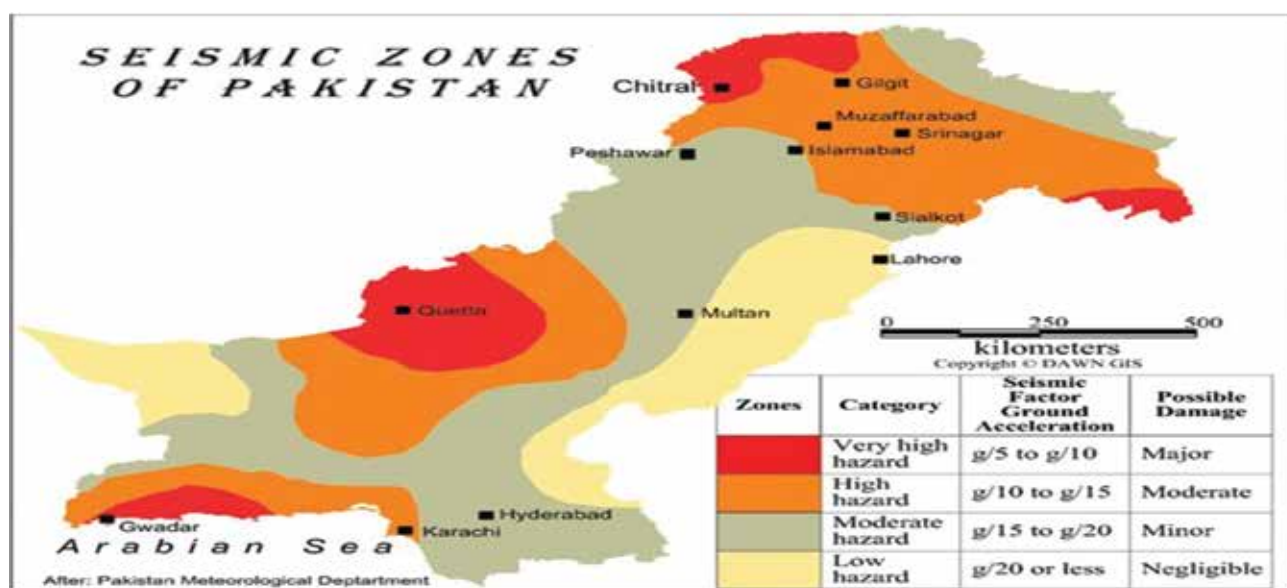 SEISMIC ZONES
OF PAKISTAN
Chitral
Gilgit
Muzaffarabad
Srinagar
Peshawar
Islamabad
Sialkot
Lahore
Quetta
Multan
0 250 500
kilometers
Copyright © DAWN GIS
Zones Category Seismic Factor Ground Acceleration Possible Damage
Very high hazard g/5 to g/10 Major
High hazard g/10 to g/15 Moderate
Moderate hazard g/15 to g/20 Minor
Low hazard g/20 or less Negligible
Gwadar
Karachi
Hyderabad
Arabian Sea
After: Pakistan Meteorological Deptartment